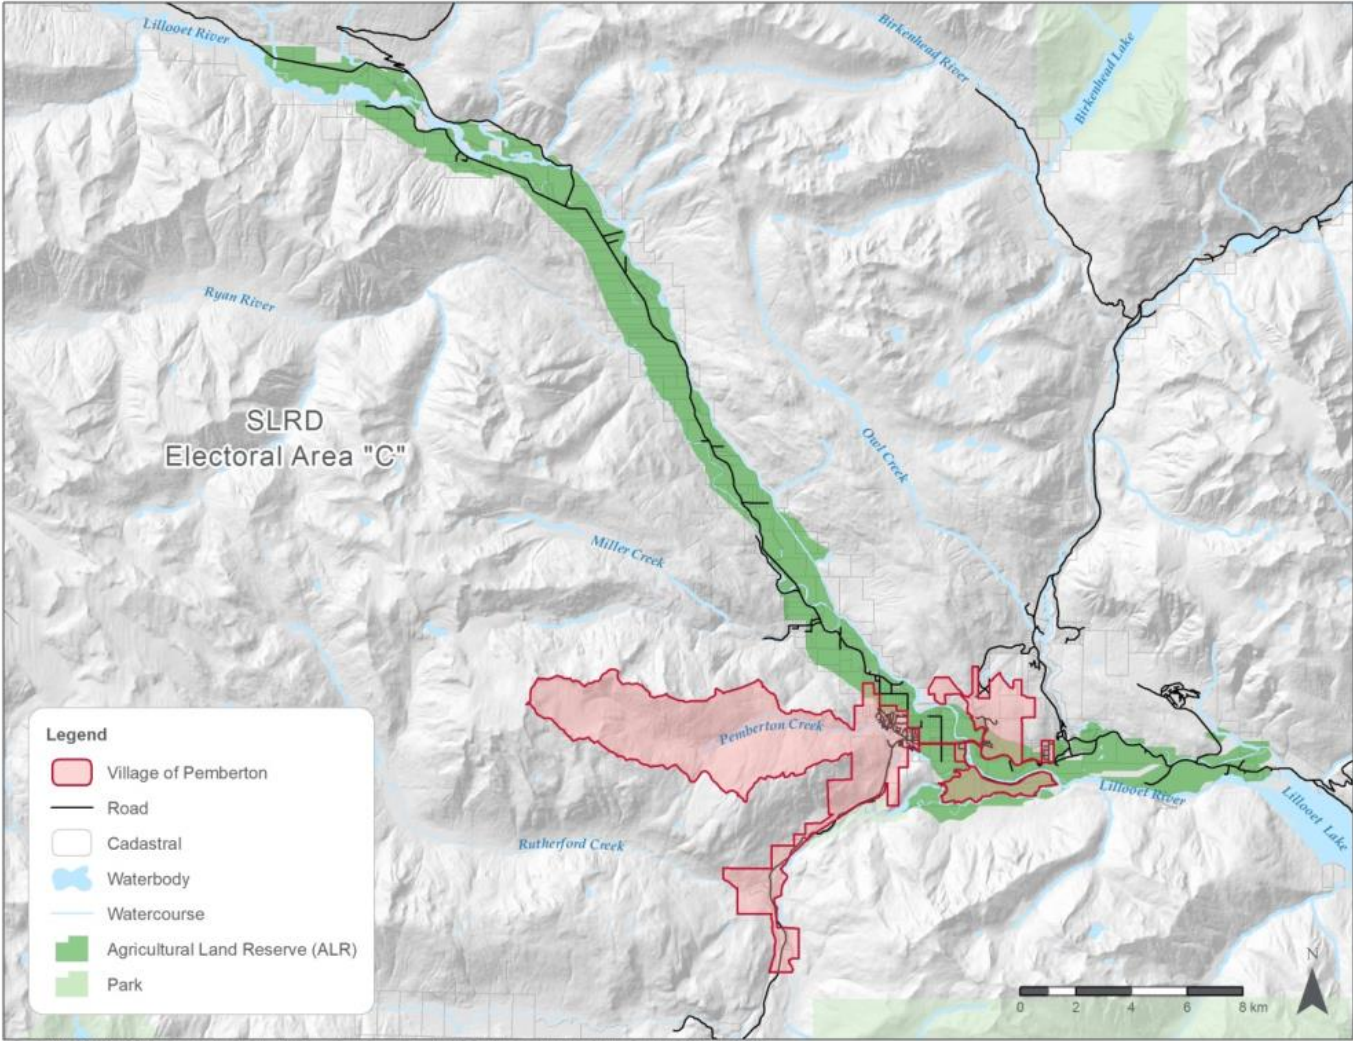 Lillooet River
Birkenhead River
Birkenhead Lake
Ryan River
SLRD
Electoral Area "C"
Owl Creek
Miller Creek
Pemberton Creek
Lillooet River
Lillooet Lake
Rutherford Creek
Legend
Village of Pemberton
Road
Cadastral
Waterbody
Watercourse
Agricultural Land Reserve (ALR)
Park
N
0 2 4 6 8 km